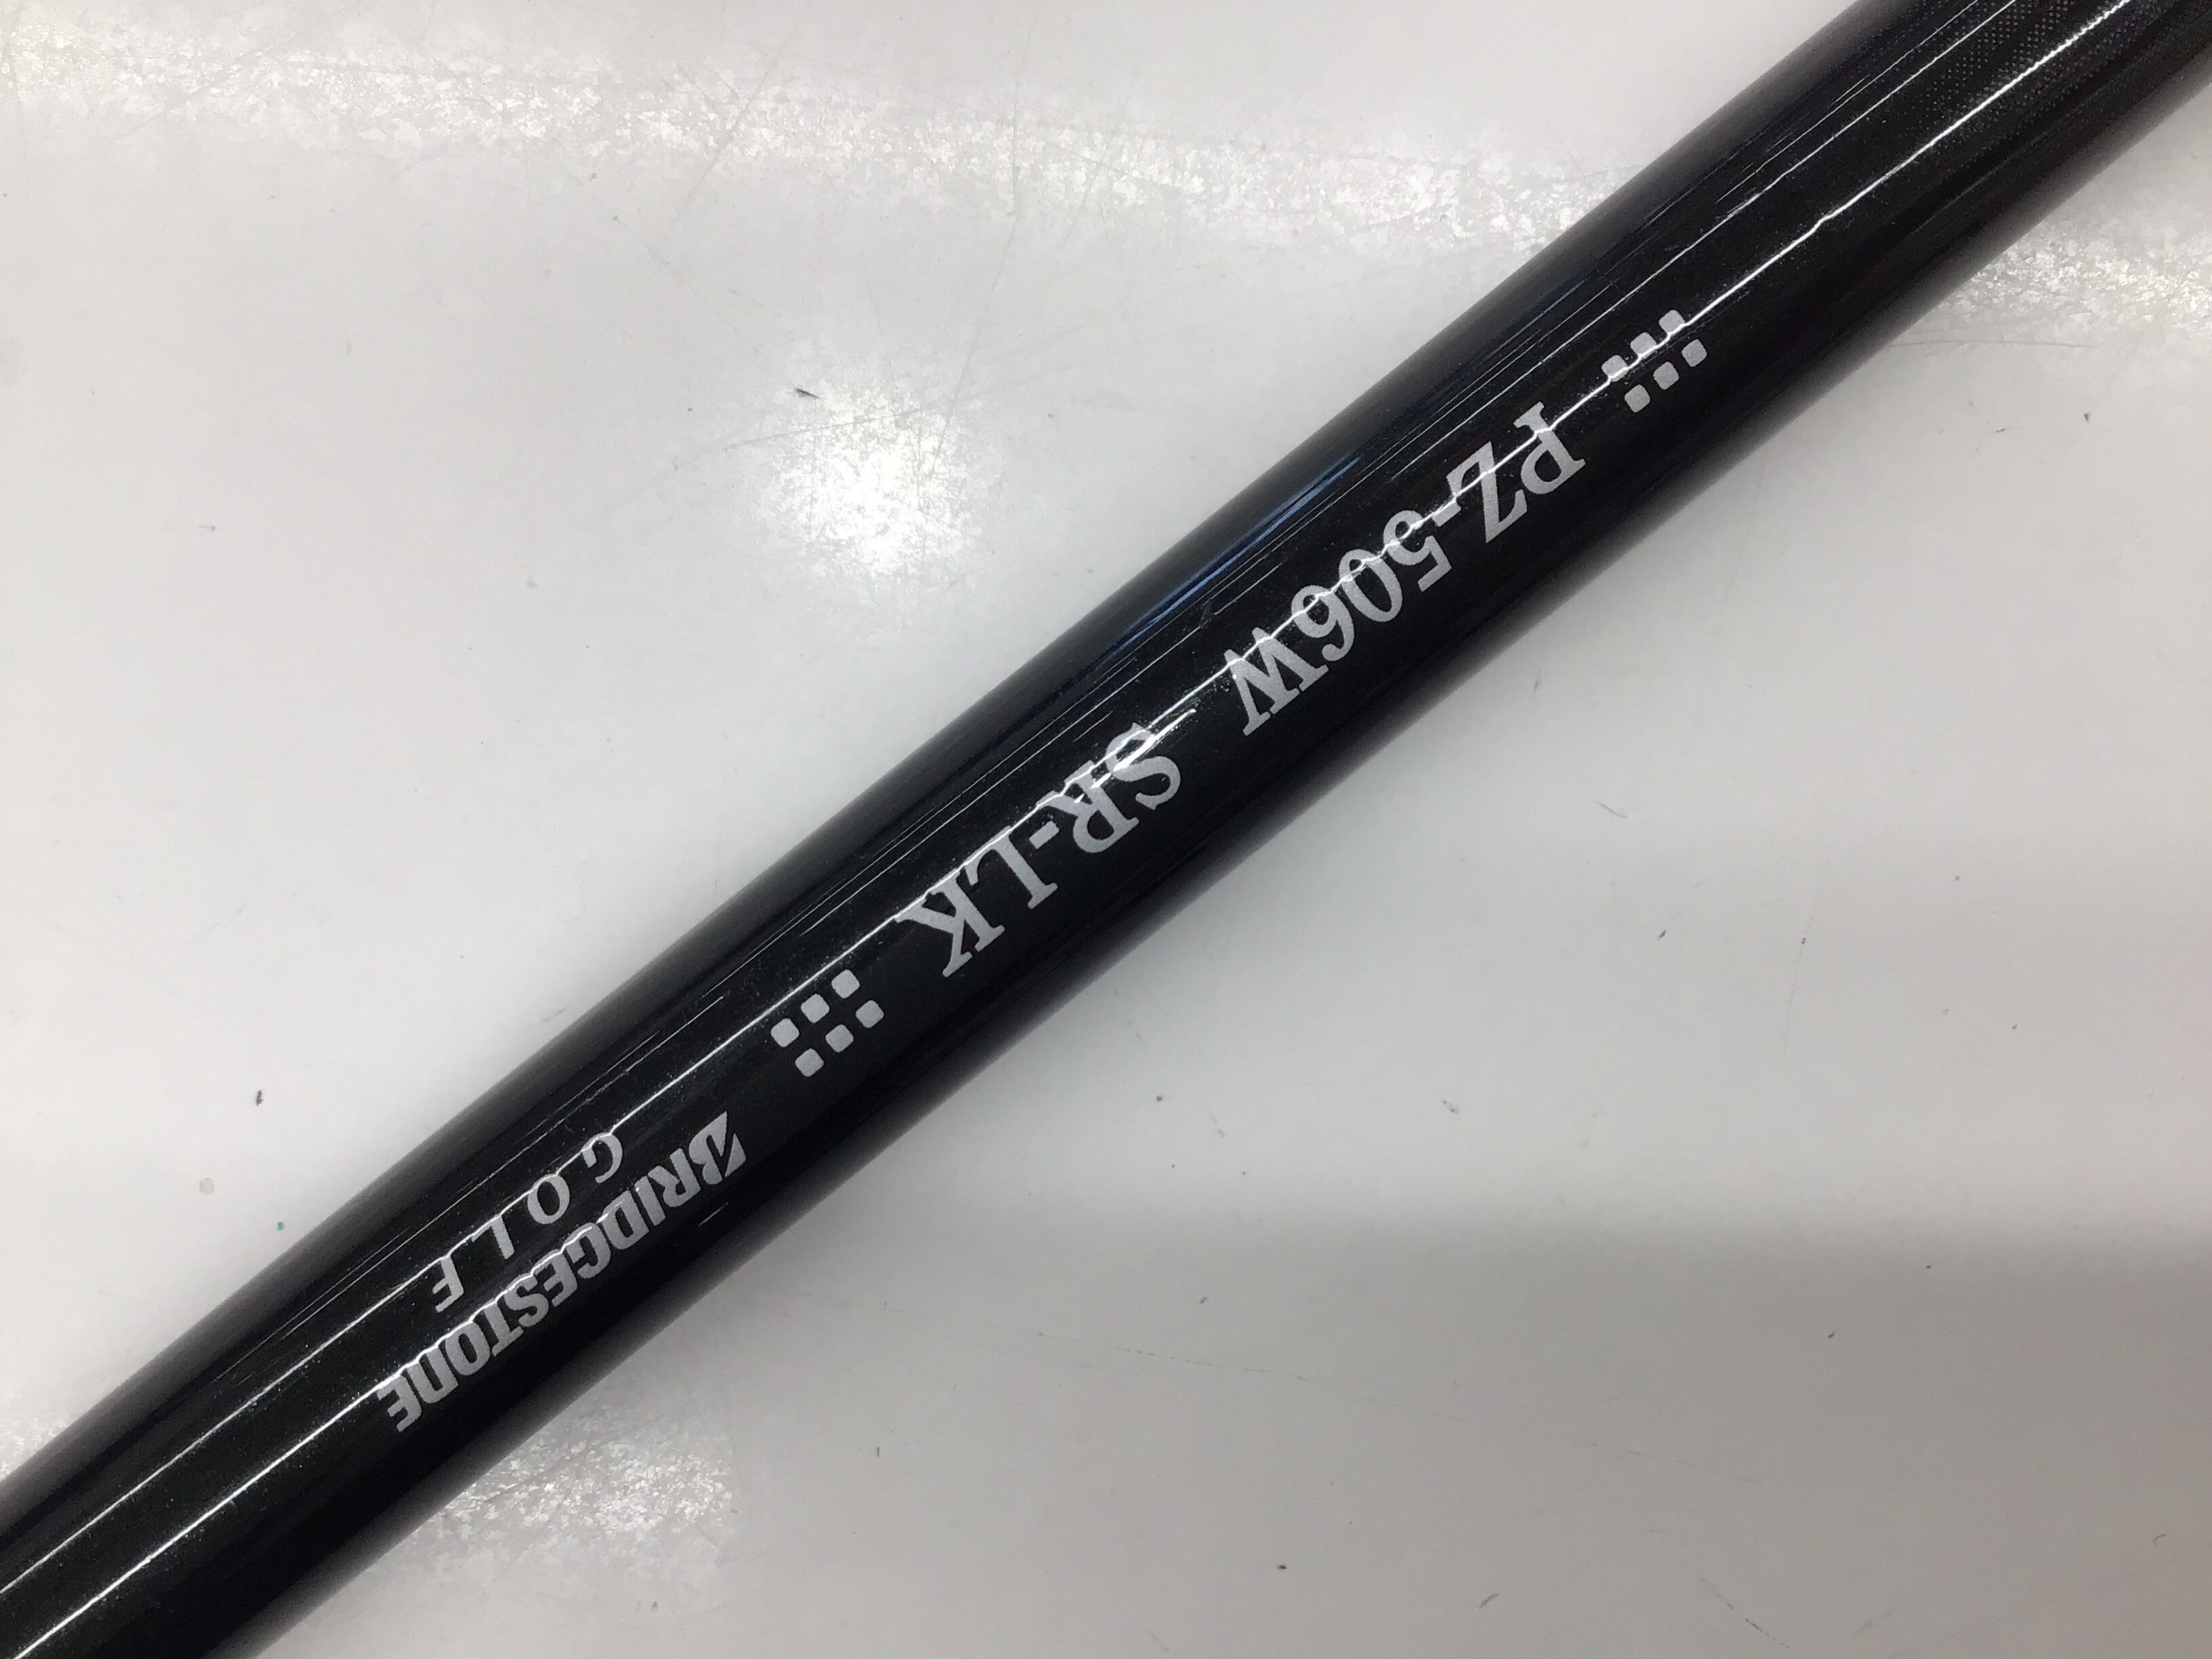 PZ-506W SR-LK
BRIDGESTONE
GOLF